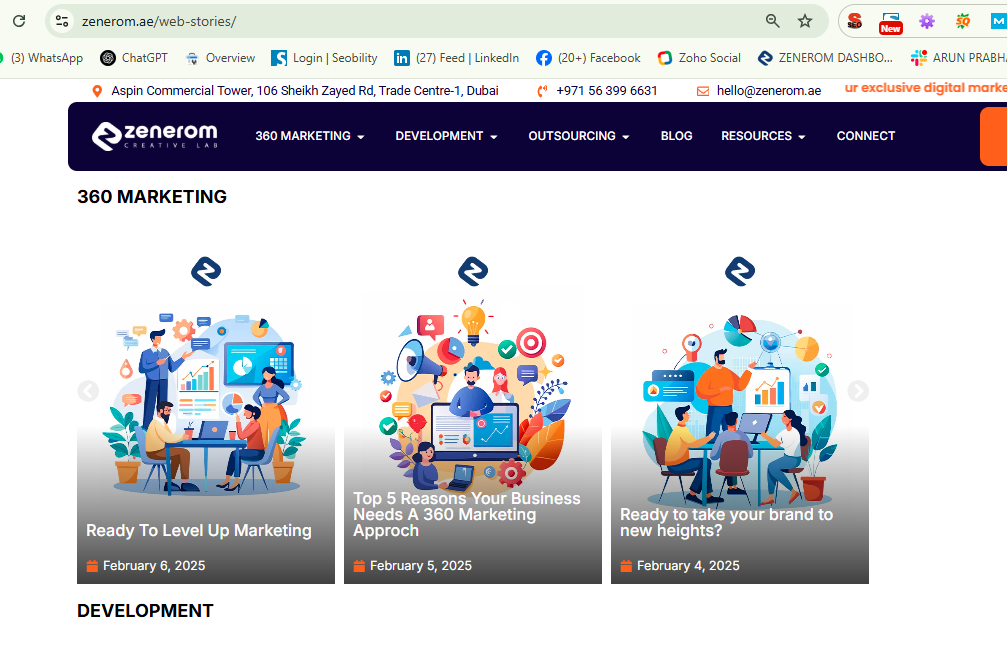 zenerom.ae/web-stories/
SEO
New
SQ
M
(3) WhatsApp
ChatGPT
Overview
Login | Seobility
(27) Feed | LinkedIn
(20+) Facebook
Zoho Social
ZENEROM DASHBO...
ARUN PRABHA
Aspin Commercial Tower, 106 Sheikh Zayed Rd, Trade Centre-1, Dubai
+971 56 399 6631
hello@zenerom.ae
ur exclusive digital marke
zenerom
CREATIVE LAB
360 MARKETING
DEVELOPMENT
OUTSOURCING
BLOG
RESOURCES
CONNECT
360 MARKETING
Ready To Level Up Marketing
February 6, 2025
Top 5 Reasons Your Business
Needs A 360 Marketing
Approch
February 5, 2025
Ready to take your brand to
new heights?
February 4, 2025
DEVELOPMENT